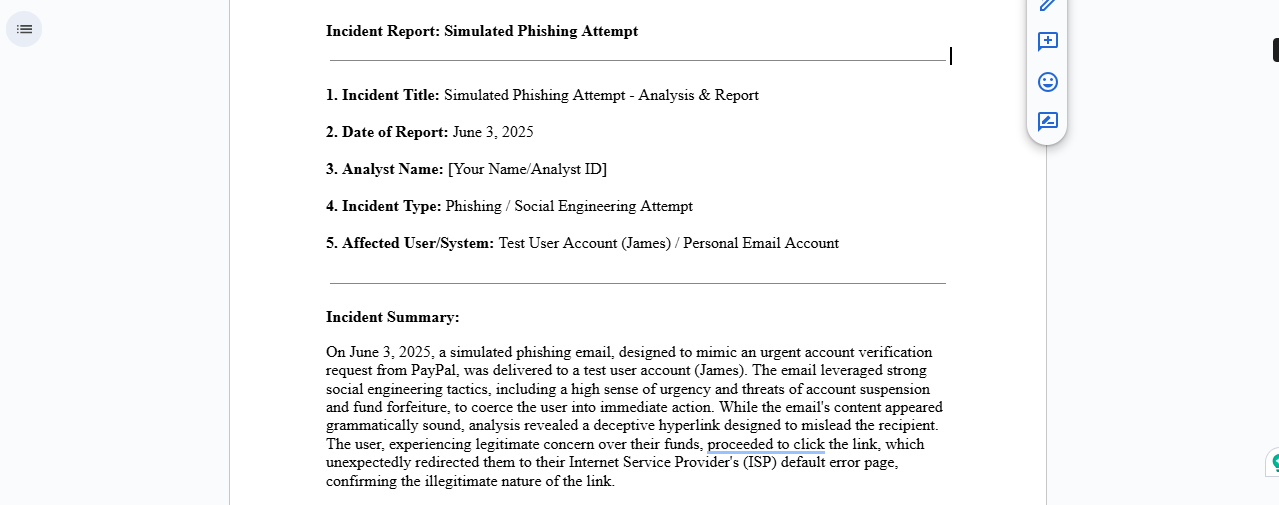 Incident Report: Simulated Phishing Attempt
1. Incident Title: Simulated Phishing Attempt - Analysis & Report
2. Date of Report: June 3, 2025
3. Analyst Name: [Your Name/Analyst ID]
4. Incident Type: Phishing / Social Engineering Attempt
5. Affected User/System: Test User Account (James) / Personal Email Account
Incident Summary:
On June 3, 2025, a simulated phishing email, designed to mimic an urgent account verification
request from PayPal, was delivered to a test user account (James). The email leveraged strong
social engineering tactics, including a high sense of urgency and threats of account suspension
and fund forfeiture, to coerce the user into immediate action. While the email's content appeared
grammatically sound, analysis revealed a deceptive hyperlink designed to mislead the recipient.
The user, experiencing legitimate concern over their funds, proceeded to click the link, which
unexpectedly redirected them to their Internet Service Provider's (ISP) default error page,
confirming the illegitimate nature of the link.